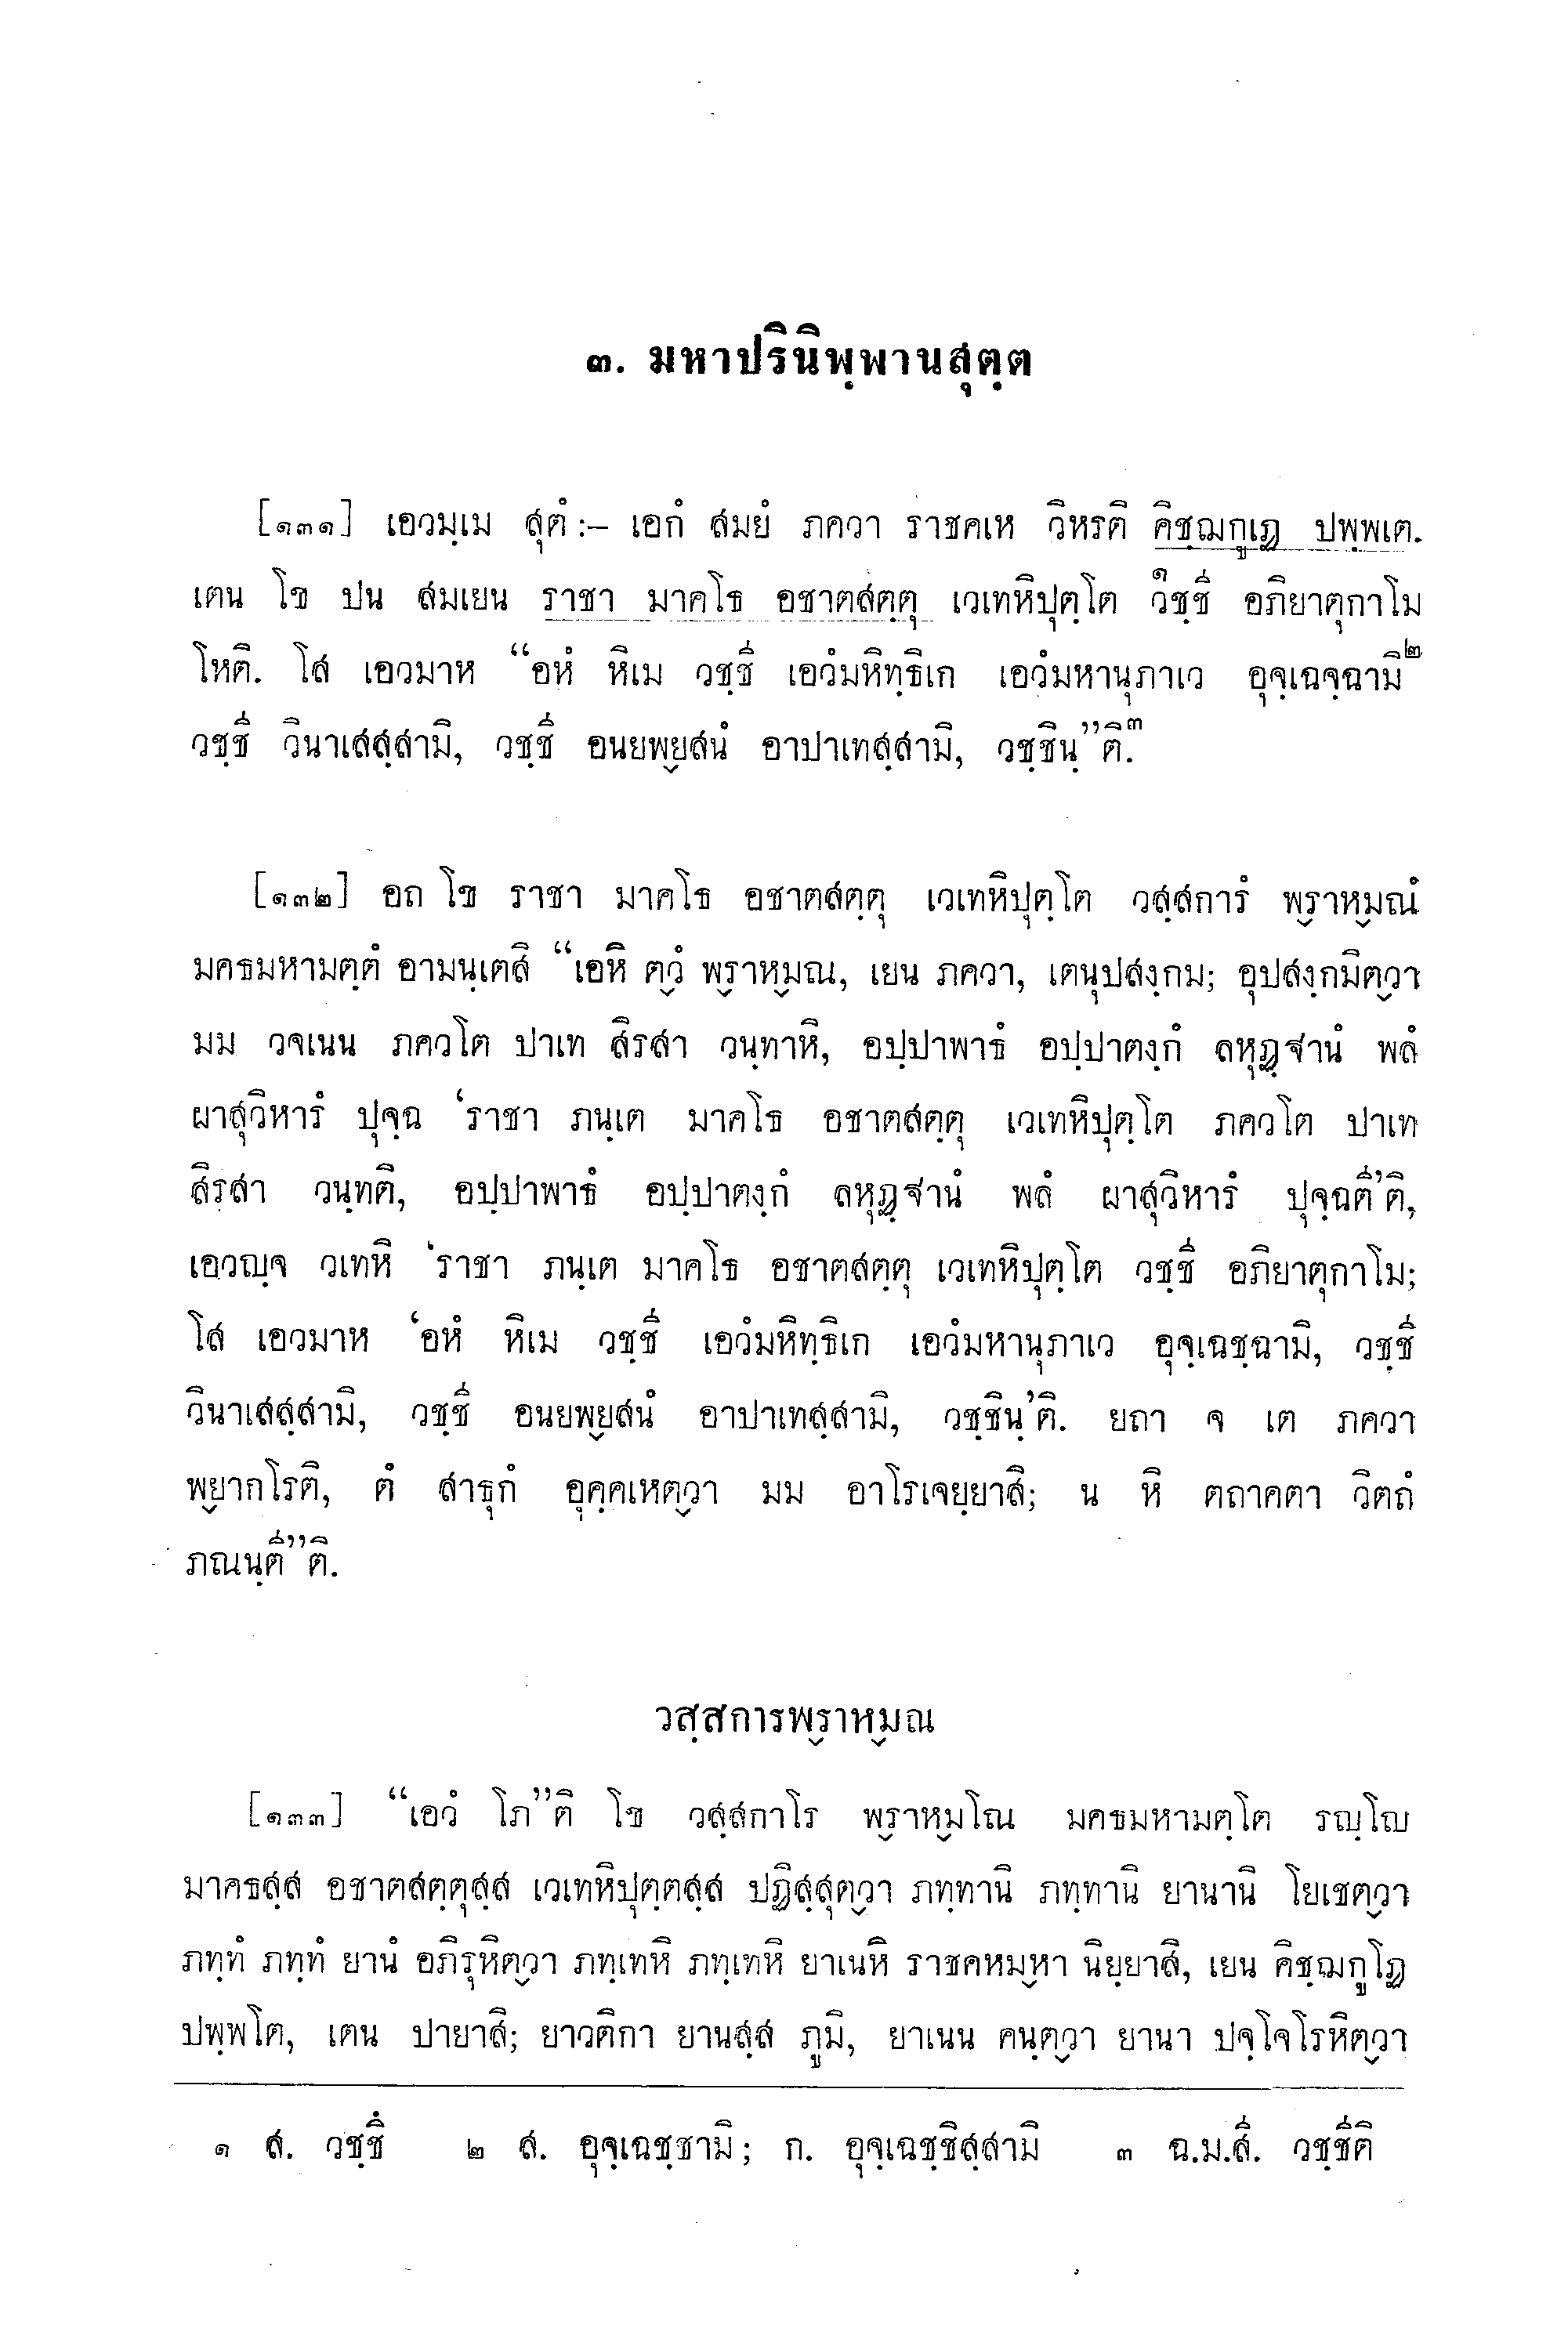 ๓. มหาปรินิพฺพานสุตฺต
[๑๓๑] เอวมฺเม สุตํ :– เอกํ สมยํ ภควา ราชคเห วิหรติ คิชฺฌกูเฏ ปพฺพเต.
เตน โข ปน สมเยน ราชา มาคโธ อชาตสตฺตุ เวเทหิปุตฺโต วชฺชี๑ อภิยาตุกาโม
โหติ. โส เอวมาห “อหํ หิเม วชฺชี เอวํมหิทฺธิเก เอวํมหานุภาเว อุจฺเฉจฺฉามิ๒
วชฺชี วินาเสสฺสามิ, วชฺชี อนยพฺยสนํ อาปาเทสฺสามิ, วชฺชินฺ”ติ.๓
[๑๓๒] อถ โข ราชา มาคโธ อชาตสตฺตุ เวเทหิปุตฺโต วสฺสการํ พฺราหฺมณํ
มคธมหามตฺตํ อามนฺเตสิ “เอหิ ตฺวํ พฺราหฺมณ, เยน ภควา, เตนุปสงฺกม; อุปสงฺกมิตฺวา
มม วจเนน ภควโต ปาเท สิรสา วนฺทาหิ, อปฺปาพาธํ อปฺปาตงฺกํ ลหุฏฺฐานํ พลํ
ผาสุวิหารํ ปุจฺฉ ‘ราชา ภนฺเต มาคโธ อชาตสตฺตุ เวเทหิปุตฺโต ภควโต ปาเท
สิรสา วนฺทติ, อปฺปาพาธํ อปฺปาตงฺกํ ลหุฏฺฐานํ พลํ ผาสุวิหารํ ปุจฺฉตี’ติ,
เอวญฺจ วเทหิ ‘ราชา ภนฺเต มาคโธ อชาตสตฺตุ เวเทหิปุตฺโต วชฺชี อภิยาตุกาโม;
โส เอวมาห ‘อหํ หิเม วชฺชี เอวํมหิทฺธิเก เอวํมหานุภาเว อุจฺเฉชฺฉามิ, วชฺชี
วินาเสสฺสามิ, วชฺชี อนยพฺยสนํ อาปาเทสฺสามิ, วชฺชินฺ’ติ. ยถา จ เต ภควา
พฺยากโรติ, ตํ สาธุกํ อุคฺคเหตฺวา มม อาโรเจยฺยาสิ; น หิ ตถาคตา วิตถํ
ภณนฺตี”ติ.
วสฺสการพฺราหฺมณ
[๑๓๓] “เอวํ โภ”ติ โข วสฺสกาโร พฺราหฺมโณ มคธมหามตฺโต รญฺโญ
มาคธสฺส อชาตสตฺตุสฺส เวเทหิปุตฺตสฺส ปฏิสฺสุตฺวา ภทฺทานิ ภทฺทานิ ยานานิ โยเชตฺวา
ภทฺทํ ภทฺทํ ยานํ อภิรุหิตฺวา ภทฺเทหิ ภทฺเทหิ ยาเนหิ ราชคหมฺหา นิยฺยาสิ, เยน คิชฺฌกูโฏ
ปพฺพโต, เตน ปายาสิ; ยาวติกา ยานสฺส ภูมิ, ยาเนน คนฺตฺวา ยานา ปจฺโจโรหิตฺวา
๑ ส. วชฺชึ ๒ ส. อุจฺเฉชฺชามิ; ก. อุจฺเฉชฺชิสฺสามิ ๓ ฉ.ม.สี. วชฺชีติ